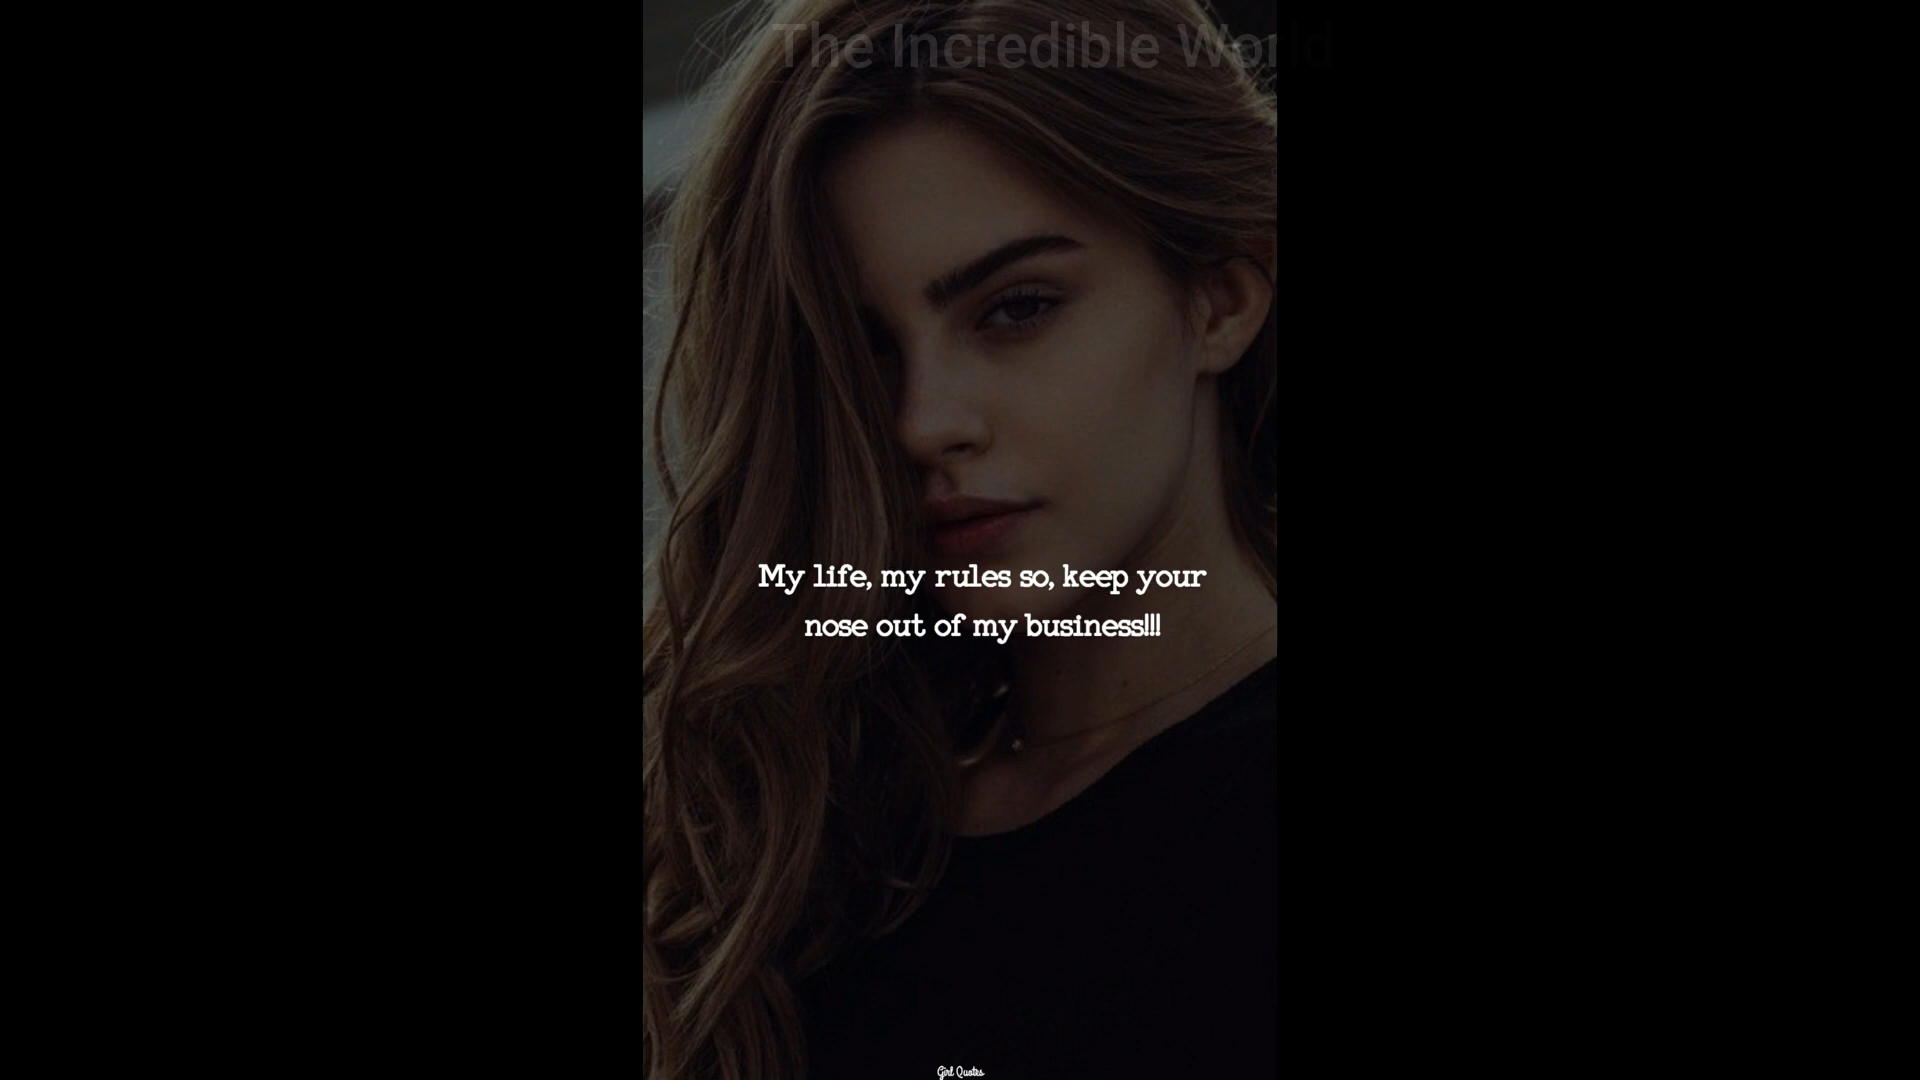 The Incredible World
My life, my rules so, keep your
nose out of my business!!!
Girl Quotes